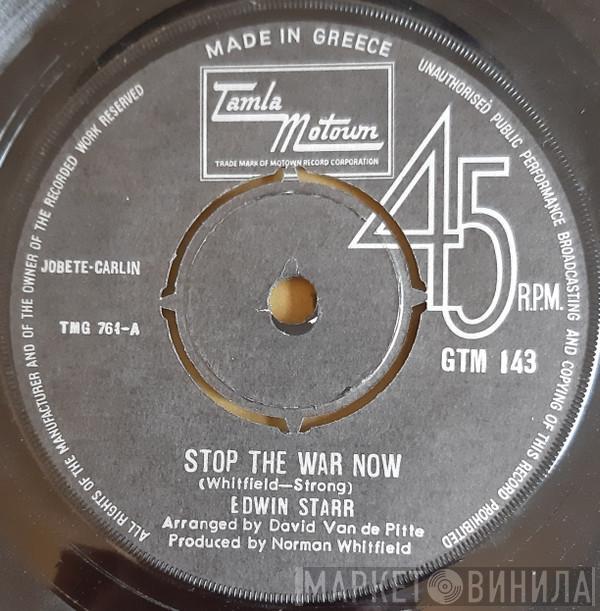 MADE IN GREECE
UNAUTHORISED PUBLIC PERFORMANCE BROADCASTING AND COPYING OF THIS RECORD PROHIBITED
ALL RIGHTS OF THE MANUFACTURER AND OF THE OWNER OF THE RECORDED WORK RESERVED
Tamla
Motown
TRADE MARK OF MOTOWN RECORD CORPORATION
45
R.P.M.
JOBETE-CARLIN
TMG 764-A
GTM 143
STOP THE WAR NOW
(Whitfield—Strong)
EDWIN STARR
Arranged by David Van de Pitte
Produced by Norman Whitfield
МАРКЕТ ВИНИЛА